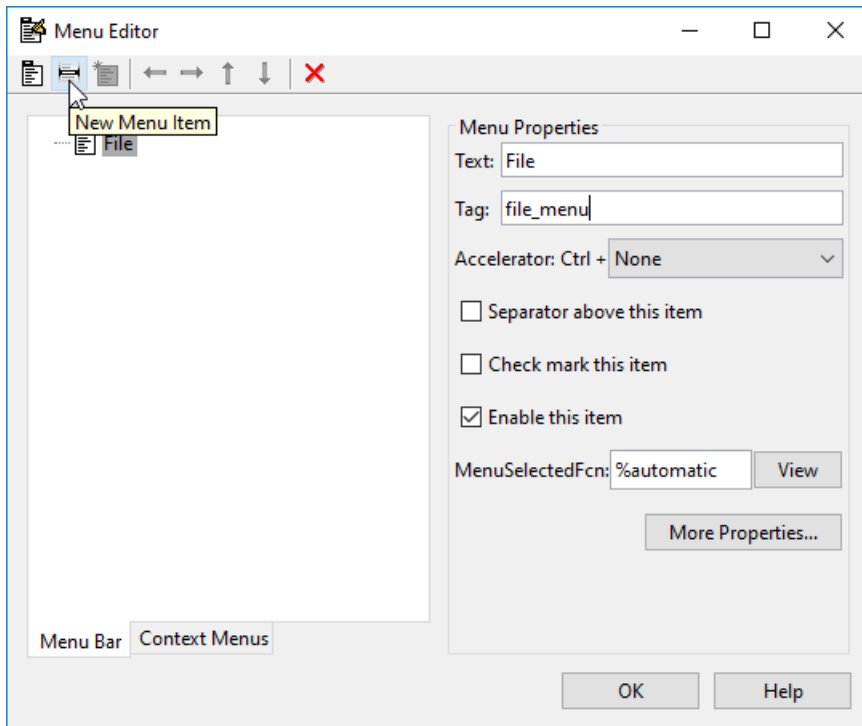 Menu Editor
New Menu Item
File
Menu Properties
Text: File
Tag: file_menu
Accelerator: Ctrl + None
Separator above this item
Check mark this item
Enable this item
MenuSelectedFcn: %automatic View
More Properties...
Menu Bar Context Menus
OK Help